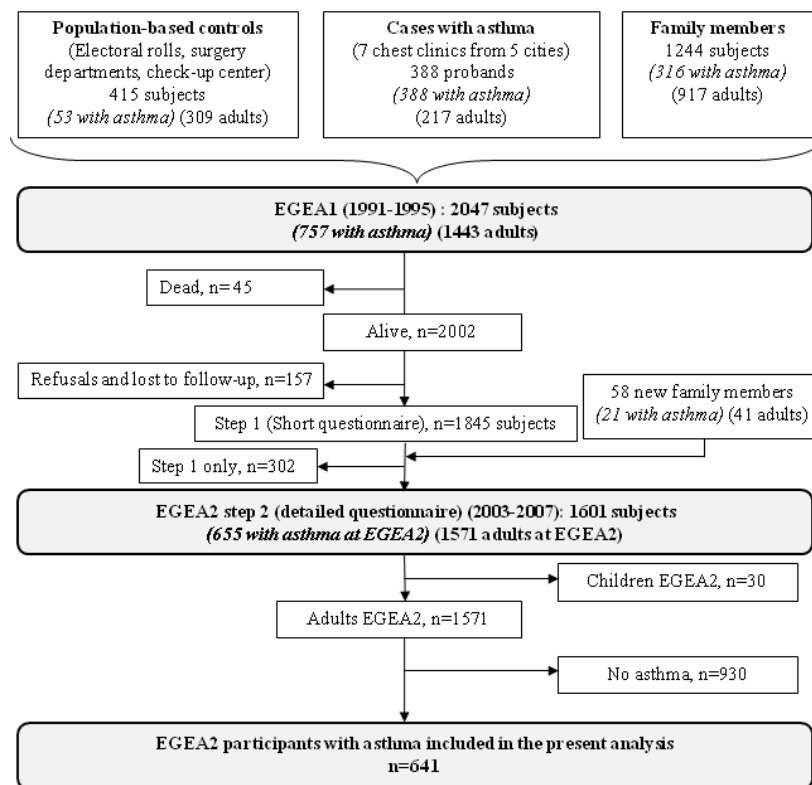 Population-based controls
(Electoral rolls, surgery
departments, check-up center)
415 subjects
(53 with asthma) (309 adults)
Cases with asthma
(7 chest clinics from 5 cities)
388 probands
(388 with asthma)
(217 adults)
Family members
1244 subjects
(316 with asthma)
(917 adults)
EGEA1 (1991-1995) : 2047 subjects
(757 with asthma) (1443 adults)
Dead, n= 45
Alive, n=2002
Refusals and lost to follow-up, n=157
58 new family members
(21 with asthma) (41 adults)
Step 1 (Short questionnaire), n=1845 subjects
Step 1 only, n=302
EGEA2 step 2 (detailed questionnaire) (2003-2007): 1601 subjects
(655 with asthma at EGEA2) (1571 adults at EGEA2)
Children EGEA2, n=30
Adults EGEA2, n=1571
No asthma, n=930
EGEA2 participants with asthma included in the present analysis
n=641